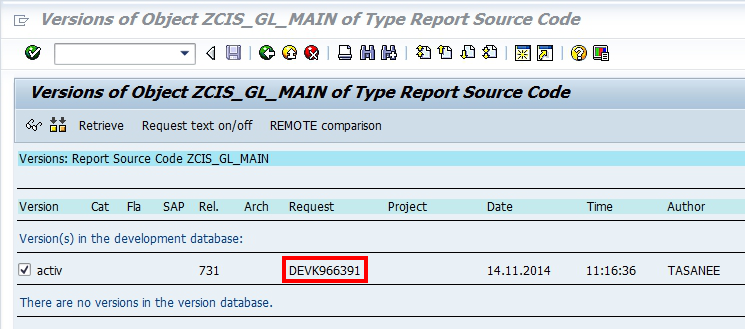 Versions of Object ZCIS_GL_MAIN of Type Report Source Code
Versions of Object ZCIS_GL_MAIN of Type Report Source Code
Retrieve Request text on/off REMOTE comparison
Versions: Report Source Code ZCIS_GL_MAIN
Version Cat Fla SAP Rel. Arch Request Project Date Time Author
Version(s) in the development database:
activ 731 DEVK966391 14.11.2014 11:16:36 TASANEE
There are no versions in the version database.